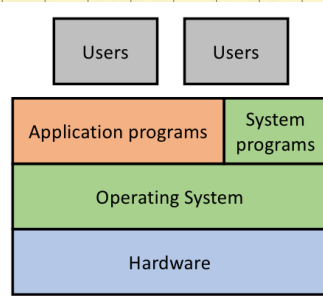 Users
Users
Application programs
System
programs
Operating System
Hardware